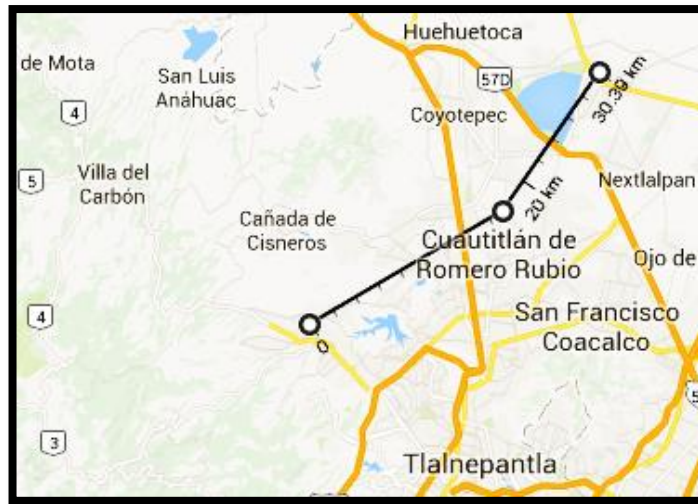 Huehuetoca
de Mota
San Luis
Anáhuac
57D
30.39 km
4
Coyotepec
5
Villa del
Carbón
Nextlalpan
20 km
Cañada de
Cisneros
Cuautitlán de
Romero Rubio
Ojo de
4
San Francisco
Coacalco
0
5
3
Tlalnepantla